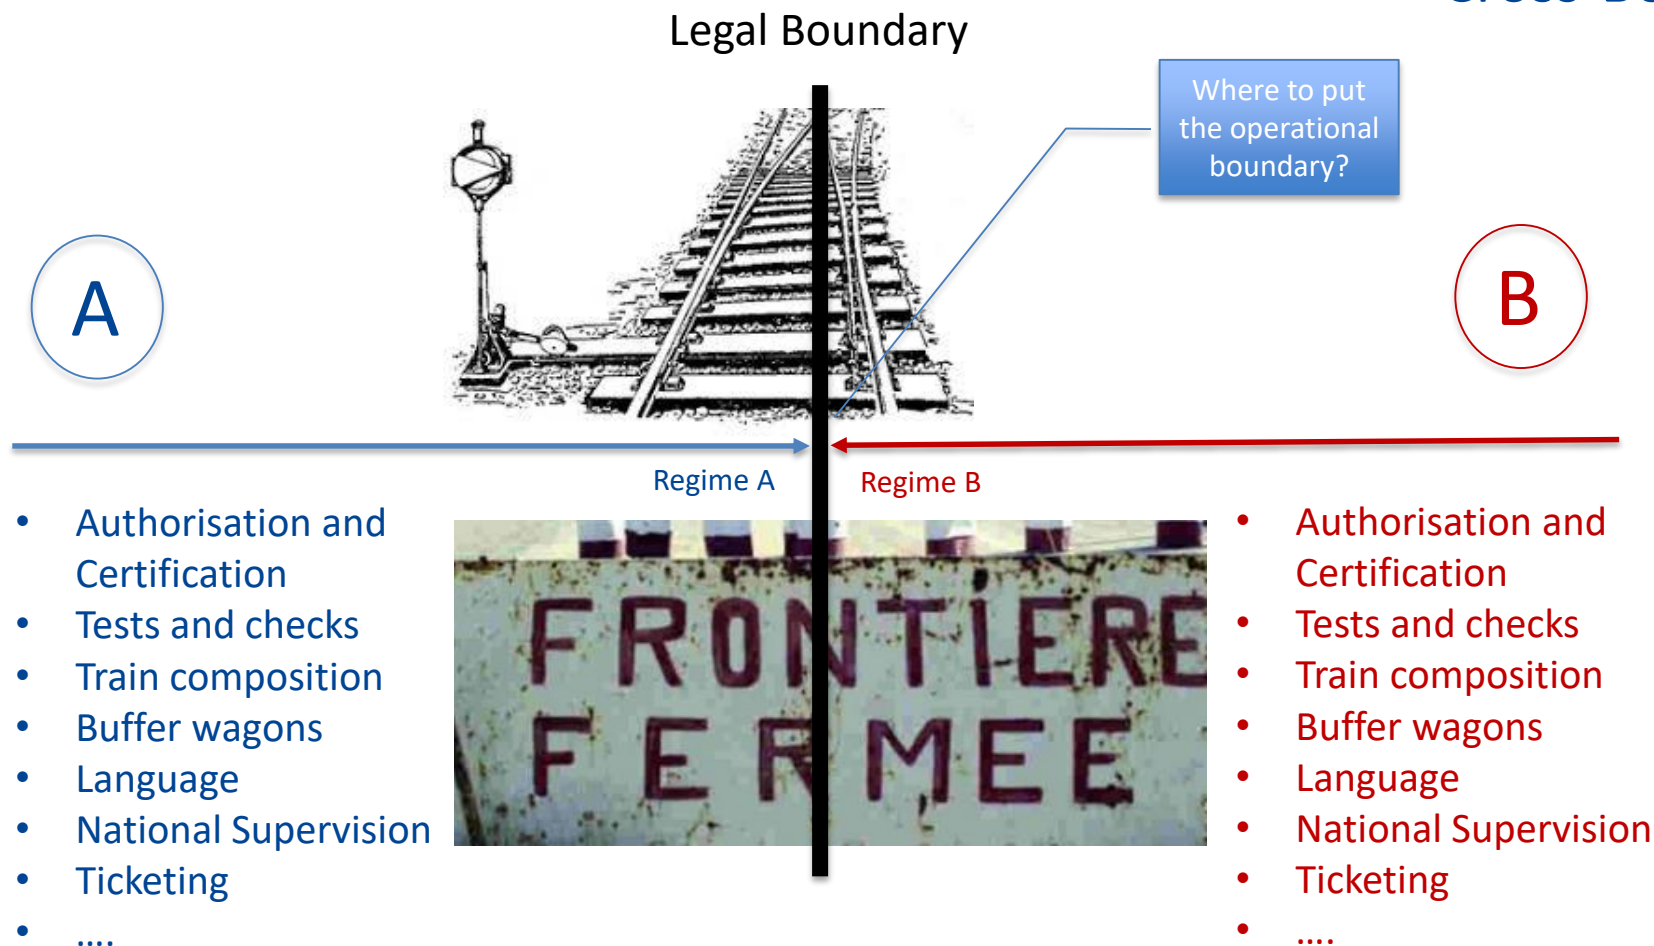 Legal Boundary
Where to put
the operational
boundary?
A
B
Regime A
Regime B
• Authorisation and
Certification
• Tests and checks
• Train composition
• Buffer wagons
• Language
• National Supervision
• Ticketing
• ....
FRONTIERE
FERMEE
• Authorisation and
Certification
• Tests and checks
• Train composition
• Buffer wagons
• Language
• National Supervision
• Ticketing
• ....